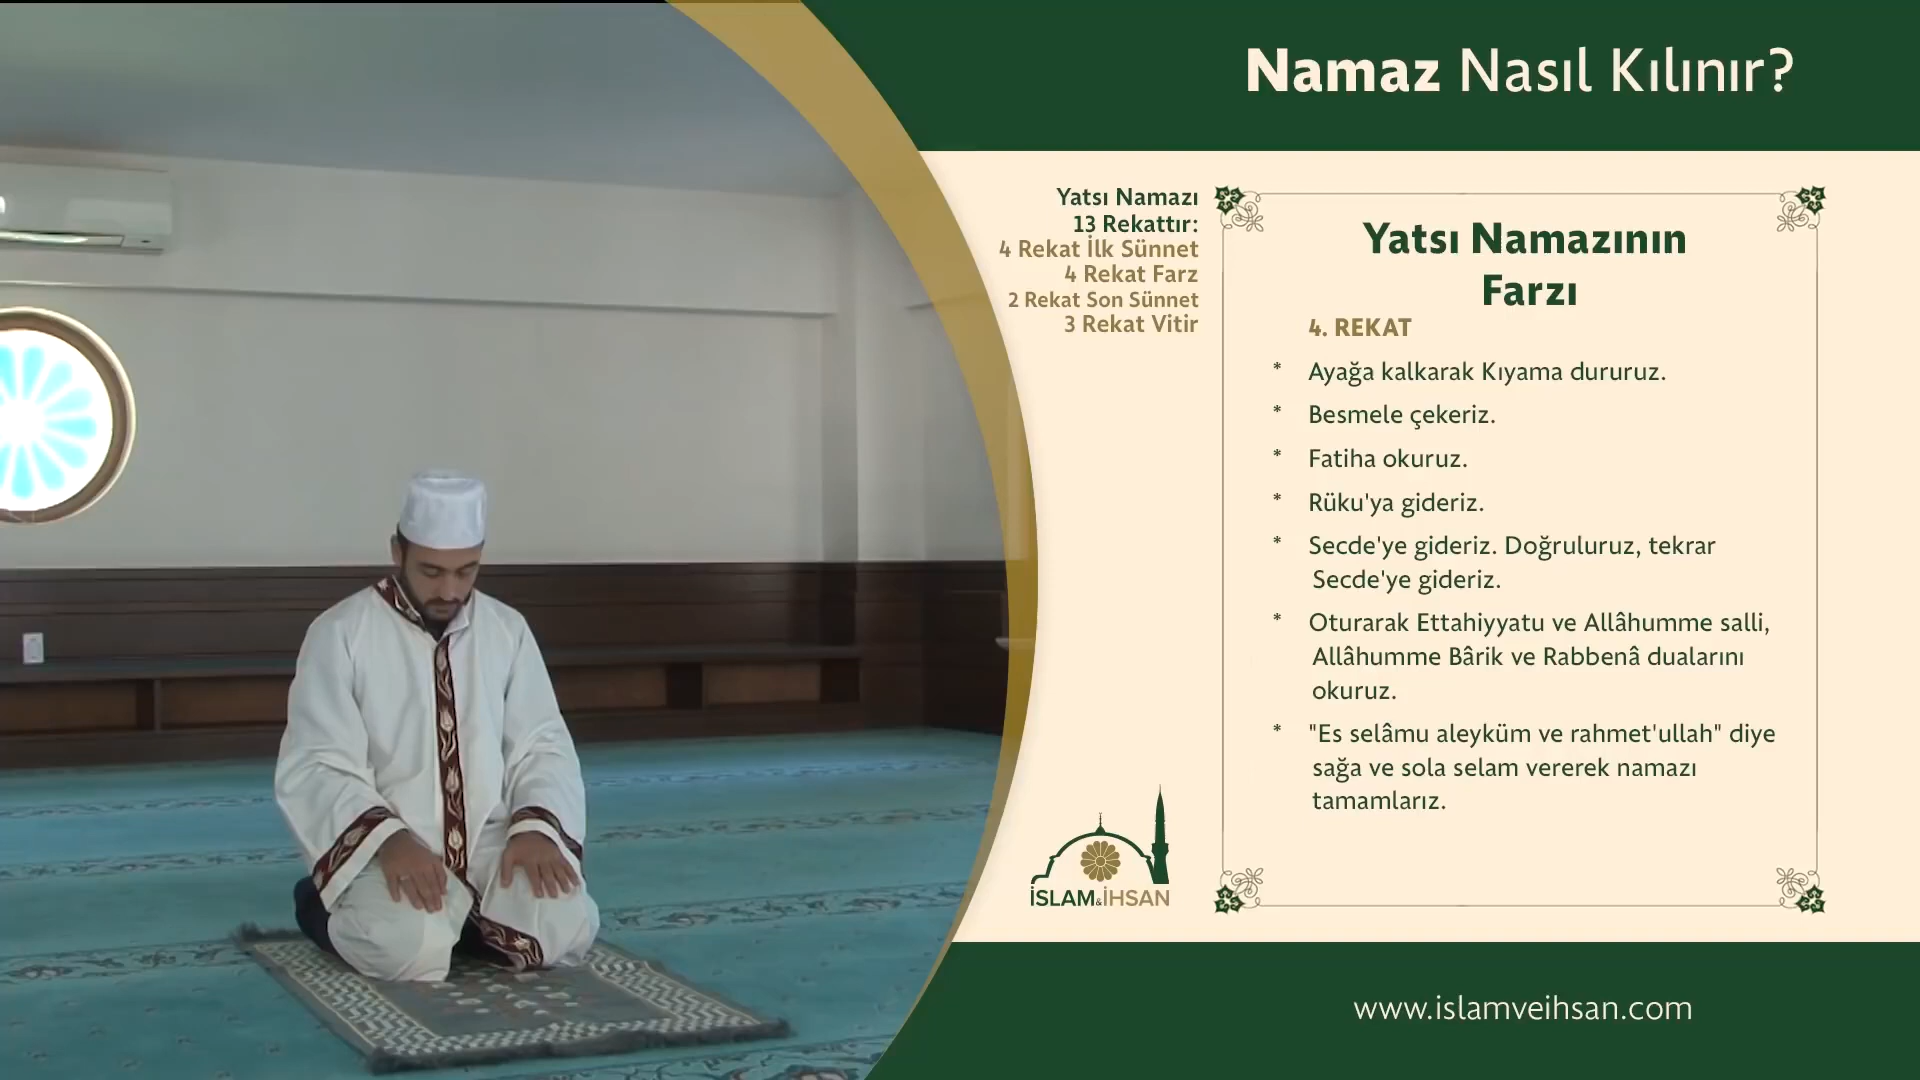 Namaz Nasıl Kılınır?
Yatsı Namazı
13 Rekattır:
4 Rekat İlk Sünnet
4 Rekat Farz
2 Rekat Son Sünnet
3 Rekat Vitir
Yatsı Namazının
Farzı
4. REKAT
* Ayağa kalkarak Kıyama dururuz.
* Besmele çekeriz.
* Fatiha okuruz.
* Rüku'ya gideriz.
* Secde'ye gideriz. Doğruluruz, tekrar
Secde'ye gideriz.
* Oturarak Ettahiyyatu ve Allâhumme salli,
Allâhumme Bârik ve Rabbenâ dualarını
okuruz.
* "Es selâmu aleyküm ve rahmet'ullah" diye
sağa ve sola selam vererek namazı
tamamlarız.
İSLAM&İHSAN
www.islamveihsan.com